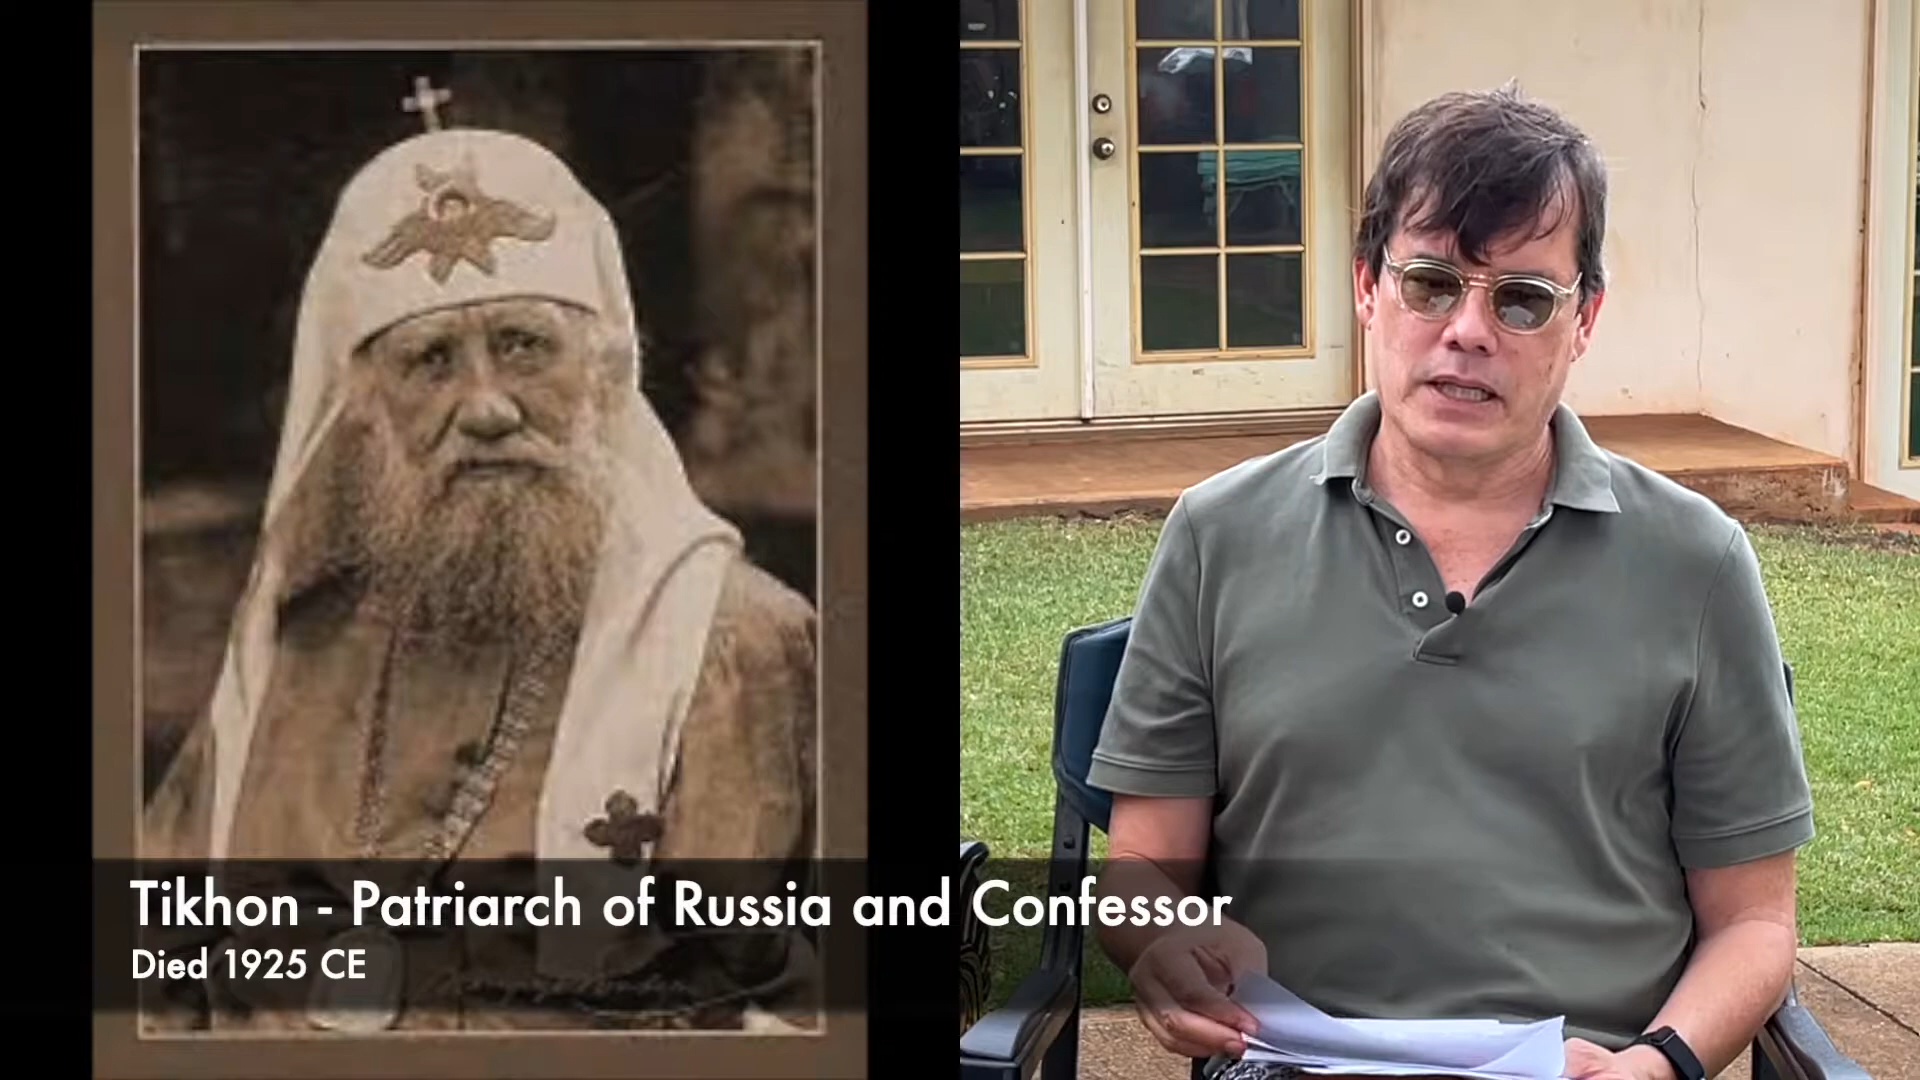 Tikhon - Patriarch of Russia and Confessor
Died 1925 CE